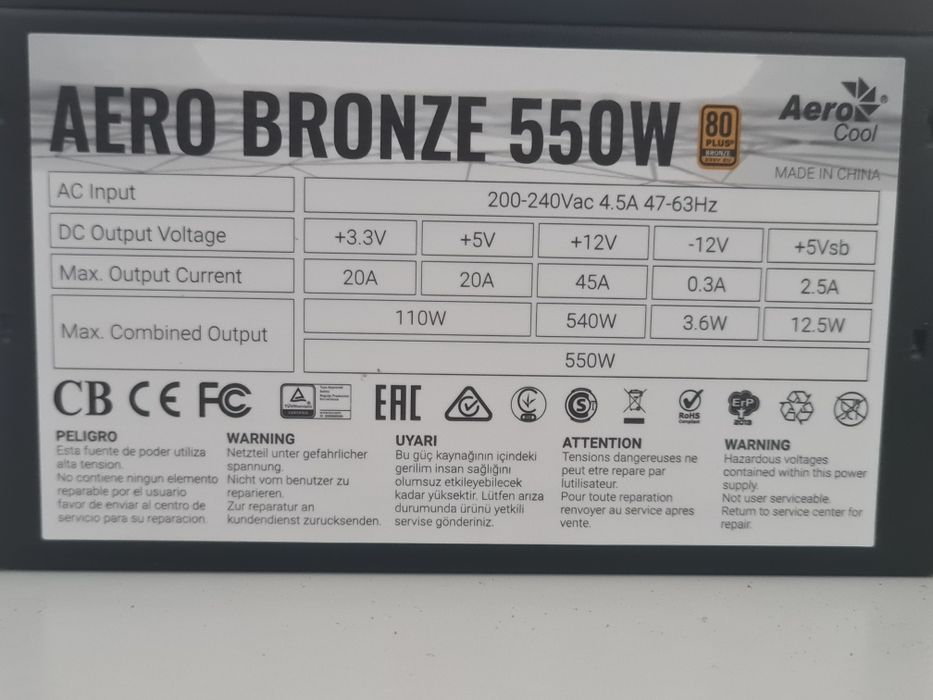 AERO BRONZE 550W
80
PLUS®
BRONZE
230V EU
Aero
Cool
®
MADE IN CHINA
AC Input
200-240Vac 4.5A 47-63Hz
DC Output Voltage
+3.3V
+5V
+12V
-12V
+5Vsb
Max. Output Current
20A
20A
45A
0.3A
2.5A
Max. Combined Output
110W
540W
3.6W
12.5W
550W
CB CE FC
TÜVRheinland
CERTIFIED
EAC
RoHS
Compliant
ErP
2013
PELIGRO
Esta fuente de poder utiliza
alta tension.
No contiene ningun elemento
reparable por el usuario
favor de enviar al centro de
servicio para su reparacion.
WARNING
Netzteil unter gefahrlicher
spannung.
Nicht vom benutzer zu
reparieren.
Zur reparatur an
kundendienst zurucksenden.
UYARI
Bu güç kaynağının içindeki
gerilim insan sağlığını
olumsuz etkileyebilecek
kadar yüksektir. Lütfen arıza
durumunda ürünü yetkili
servise gönderiniz.
ATTENTION
Tensions dangereuses ne
peut etre repare par
lutilisateur.
Pour toute reparation
renvoyer au service apres
vente.
WARNING
Hazardous voltages
contained within this power
supply.
Not user serviceable.
Return to service center for
repair.